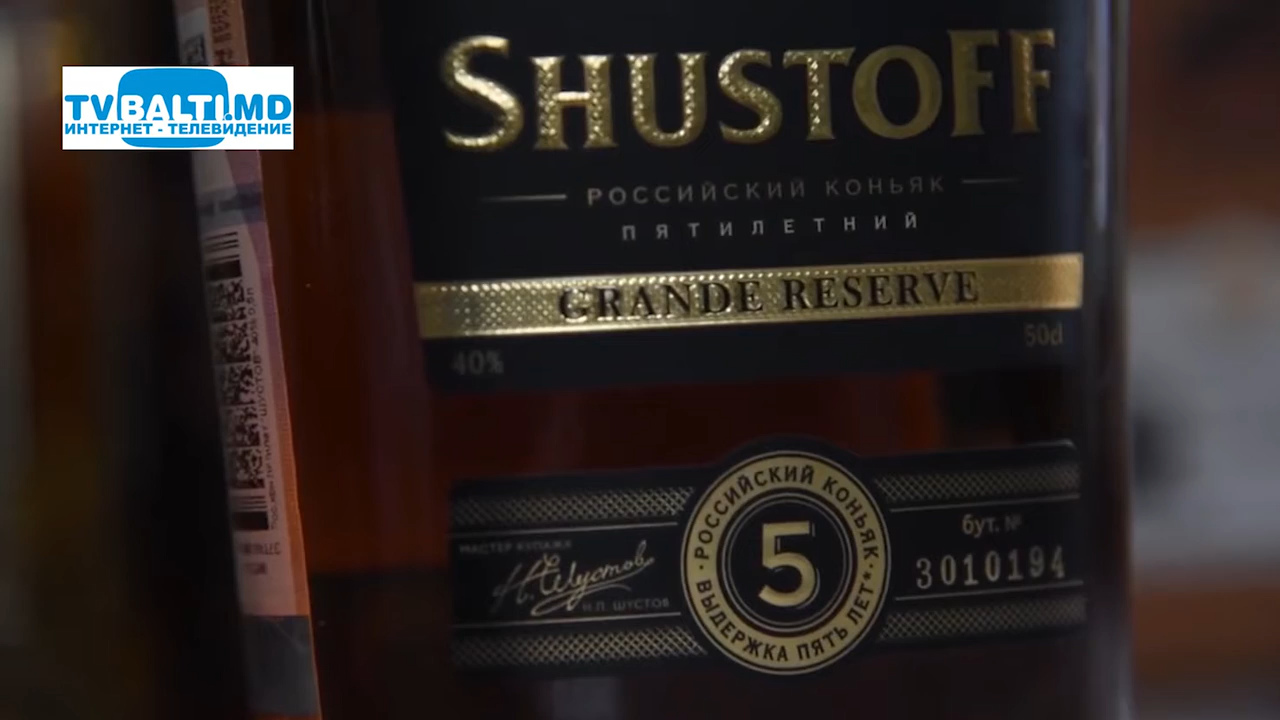 TVBALTI.MD
ИНТЕРНЕТ - ТЕЛЕВИДЕНИЕ
SHUSTOFF
РОССИЙСКИЙ КОНЬЯК
ПЯТИЛЕТНИЙ
GRANDE RESERVE
40%
50cl
РОССИЙСКИЙ КОНЬЯК
5
ВЫДЕРЖКА ПЯТЬ ЛЕТ*
МАСТЕР КУПАЖА
Н.Шустов
Н.Л. ШУСТОВ
бут. №
3010194